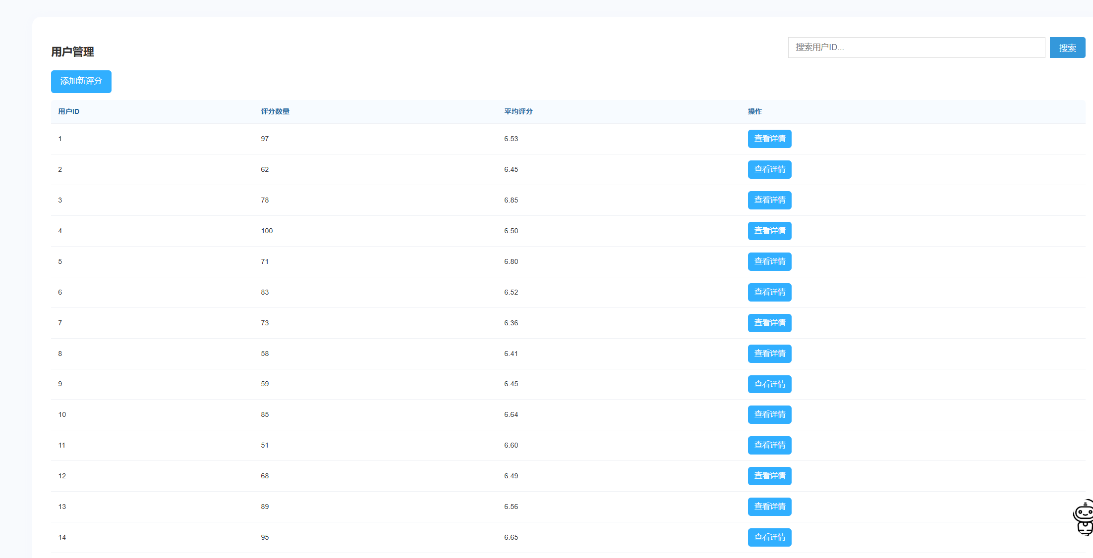 用户管理
搜索用户ID...
搜索
添加新评分
用户ID 评分数量 平均评分 操作
1 97 6.53 查看详情
2 62 6.45 查看详情
3 78 6.85 查看详情
4 100 6.50 查看详情
5 71 6.80 查看详情
6 83 6.52 查看详情
7 73 6.36 查看详情
8 58 6.41 查看详情
9 59 6.45 查看详情
10 85 6.64 查看详情
11 51 6.60 查看详情
12 68 6.49 查看详情
13 89 6.56 查看详情
14 95 6.65 查看详情